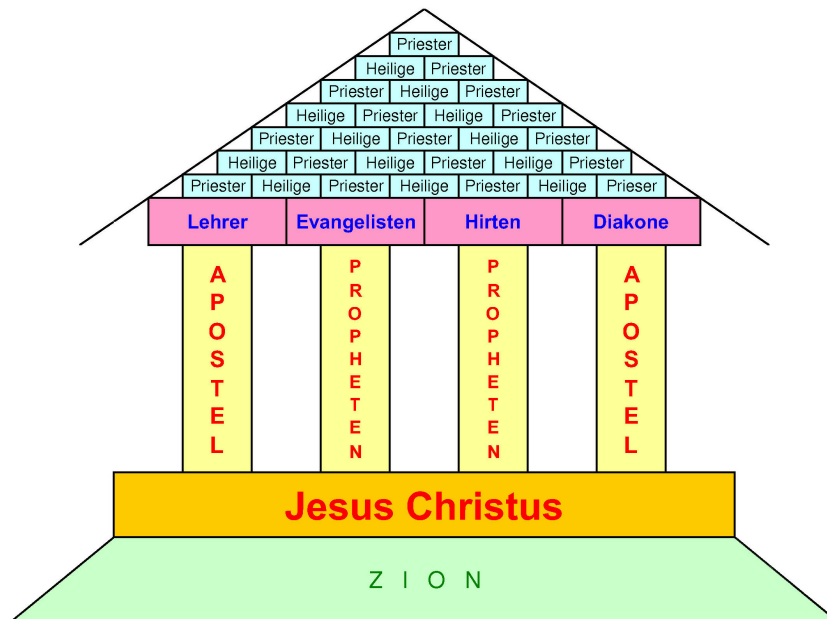 Priester
Heilige Priester
Priester Heilige Priester
Heilige Priester Heilige Priester
Priester Heilige Priester Heilige Priester
Heilige Priester Heilige Priester Heilige Priester
Priester Heilige Priester Heilige Priester Heilige Prieser
Lehrer Evangelisten Hirten Diakone
APOSTEL PROPHETEN PROPHETEN APOSTEL
Jesus Christus
ZION